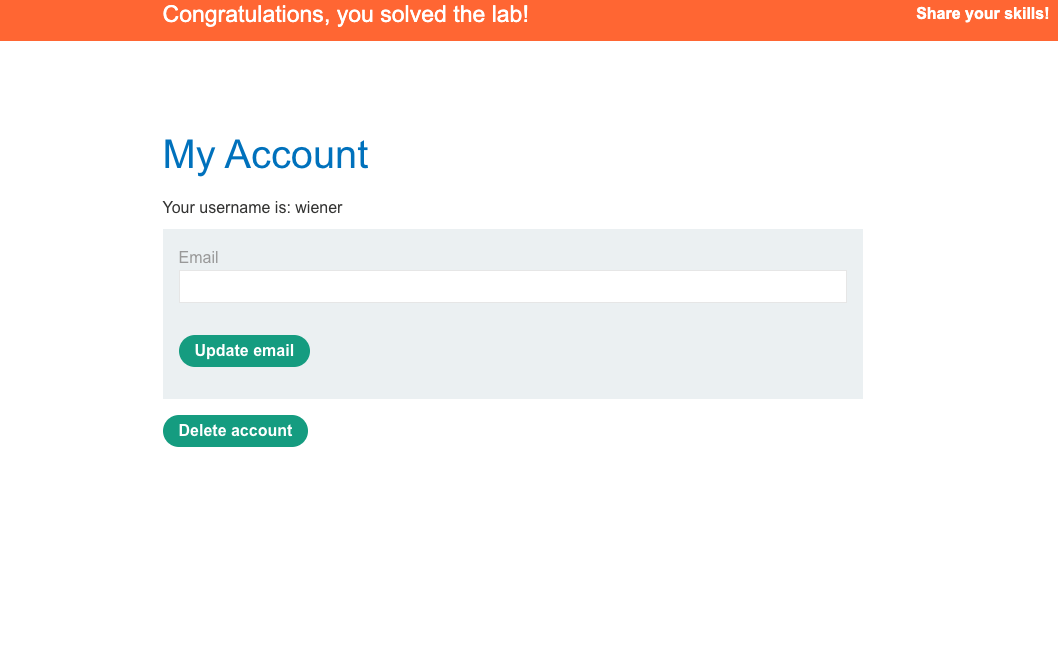 Congratulations, you solved the lab!
Share your skills!
My Account
Your username is: wiener
Email
Update email
Delete account